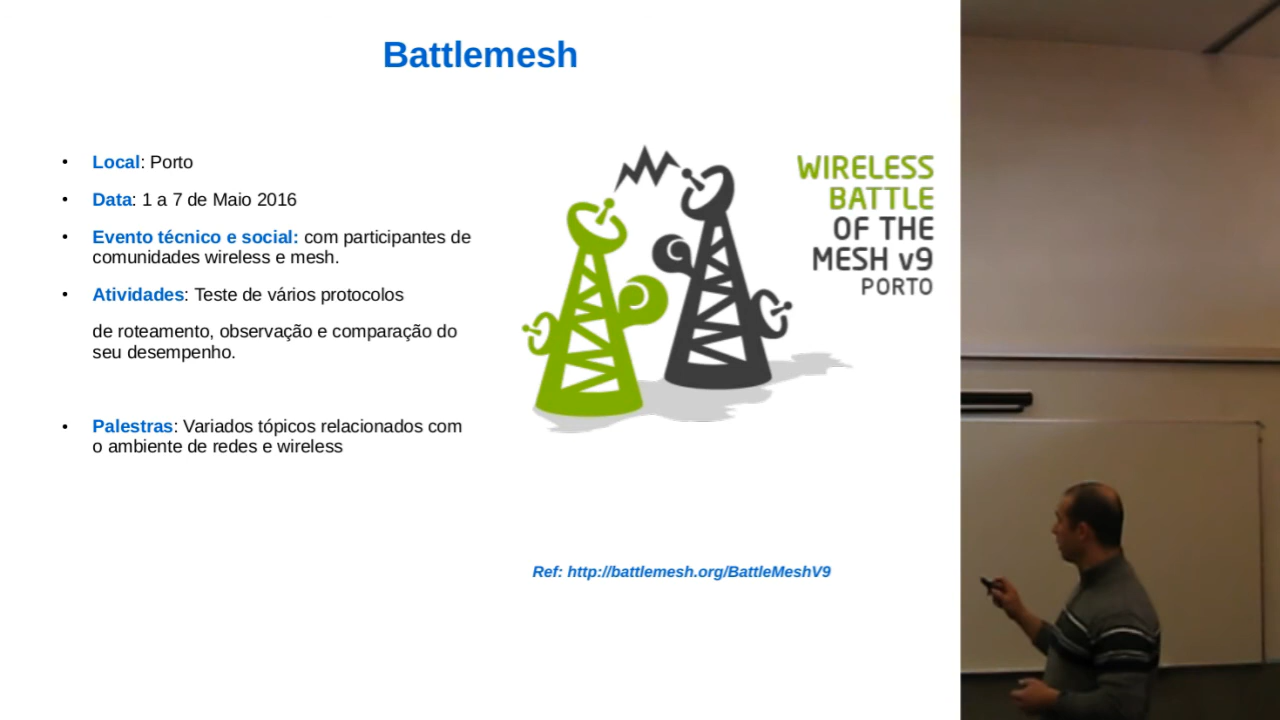 Battlemesh
• Local: Porto
• Data: 1 a 7 de Maio 2016
• Evento técnico e social: com participantes de
comunidades wireless e mesh.
• Atividades: Teste de vários protocolos
de roteamento, observação e comparação do
seu desempenho.
• Palestras: Variados tópicos relacionados com
o ambiente de redes e wireless
WIRELESS
BATTLE
OF THE
MESH v9
PORTO
Ref: http://battlemesh.org/BattleMeshV9